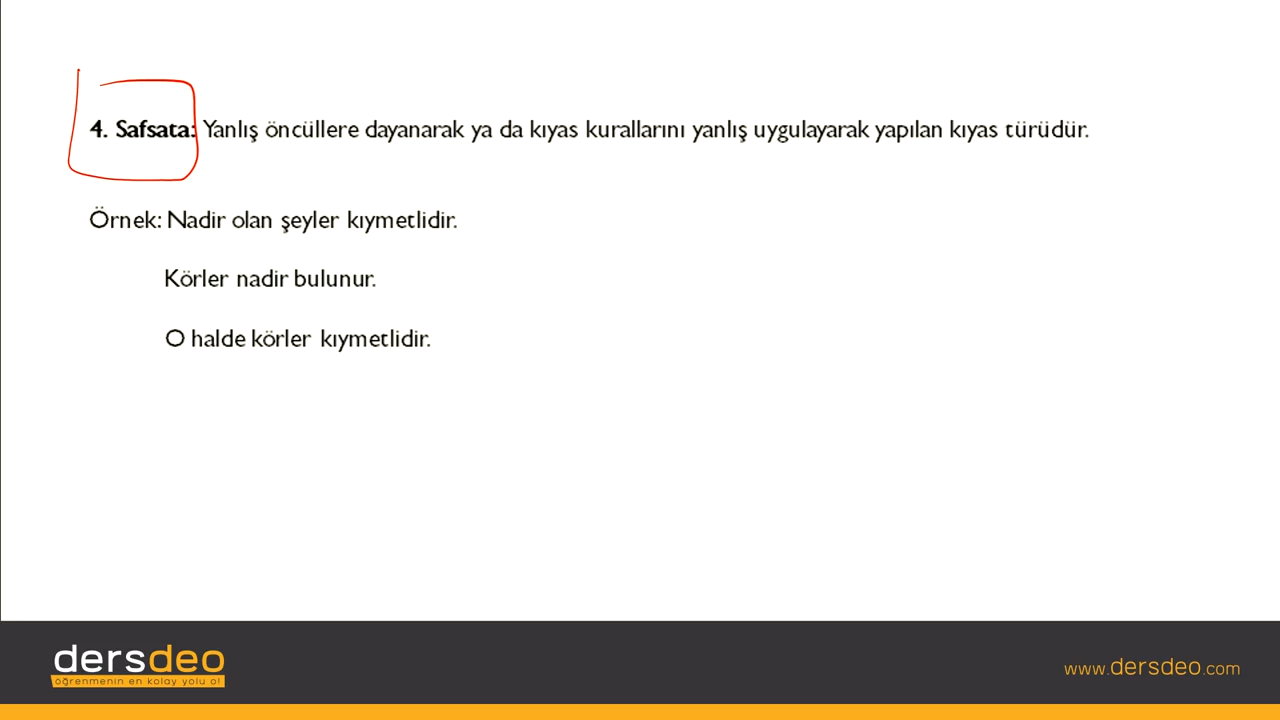 4. Safsata: Yanlış öncüllere dayanarak ya da kıyas kurallarını yanlış uygulayarak yapılan kıyas türüdür.
Örnek: Nadir olan şeyler kıymetlidir.
Körler nadir bulunur.
O halde körler kıymetlidir.
dersdeo
öğrenmenin en kolay yolu o!
www.dersdeo.com